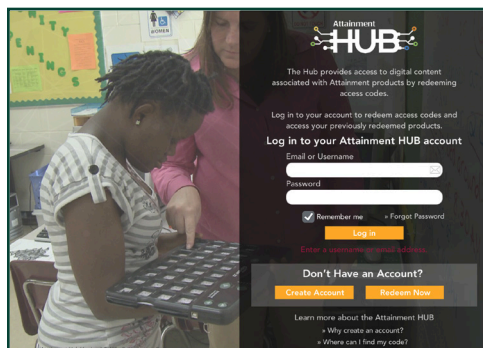 WOMEN
Attainment
HUB
The Hub provides access to digital content
associated with Attainment products by redeeming
access codes.
Log in to your account to redeem access codes and
access your previously redeemed products.
Log in to your Attainment HUB account
Email or Username
Password
Remember me
» Forgot Password
Log in
Enter a username or email address.
Don't Have an Account?
Create Account
Redeem Now
Learn more about the Attainment HUB
» Why create an account?
» Where can I find my code?